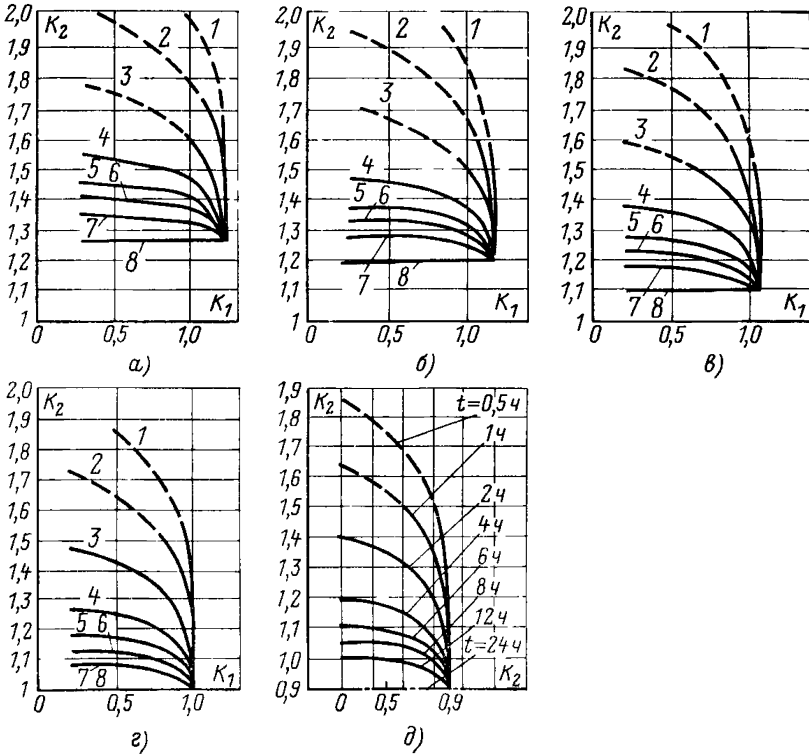 2,0 K₂ 1 2
1,9
1,8 3
1,7
1,6 4
1,5 5 6
1,4
1,3 7
1,2 8
1,1 K₁
1
0 0,5 1,0
а)
2,0 K₂ 1
1,9 2
1,8 3
1,7
1,6 4
1,5
1,4 5 6
1,3
1,2 7 8
1,1 K₁
1
0 0,5 1,0
б)
2,0 K₂ 1
1,9 2
1,8
1,7 3
1,6
1,5 4
1,4
1,3 5 6
1,2
1,1 7 8
1 K₁
0 0,5 1,0
в)
2,0 K₂
1,9 1
1,8 2
1,7
1,6
1,5 3
1,4
1,3 4
1,2 5 6
1,1 7 8
1 K₁
0 0,5 1,0
г)
1,9 K₂ t=0,5ч
1,8 1ч
1,7
1,6
1,5 2ч
1,4 4ч
1,3 6ч
1,2 8ч
1,1 12ч
1,0 t=24ч
0,9 K₂
0 0,5 0,9
д)